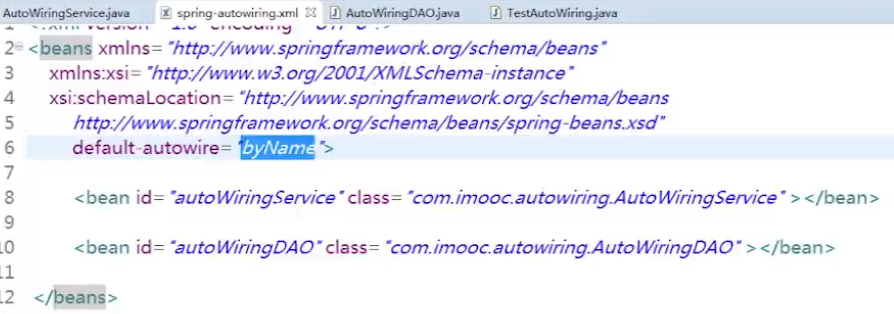 AutoWiringService.java spring-autowiring.xml AutoWiringDAO.java TestAutoWiring.java
2 <beans xmlns="http://www.springframework.org/schema/beans"
3 xmlns:xsi="http://www.w3.org/2001/XMLSchema-instance"
4 xsi:schemaLocation="http://www.springframework.org/schema/beans
5 http://www.springframework.org/schema/beans/spring-beans.xsd"
6 default-autowire="byName">
7
8 <bean id="autoWiringService" class="com.imooc.autowiring.AutoWiringService" ></bean>
9
10 <bean id="autoWiringDAO" class="com.imooc.autowiring.AutoWiringDAO" ></bean>
11
12 </beans>